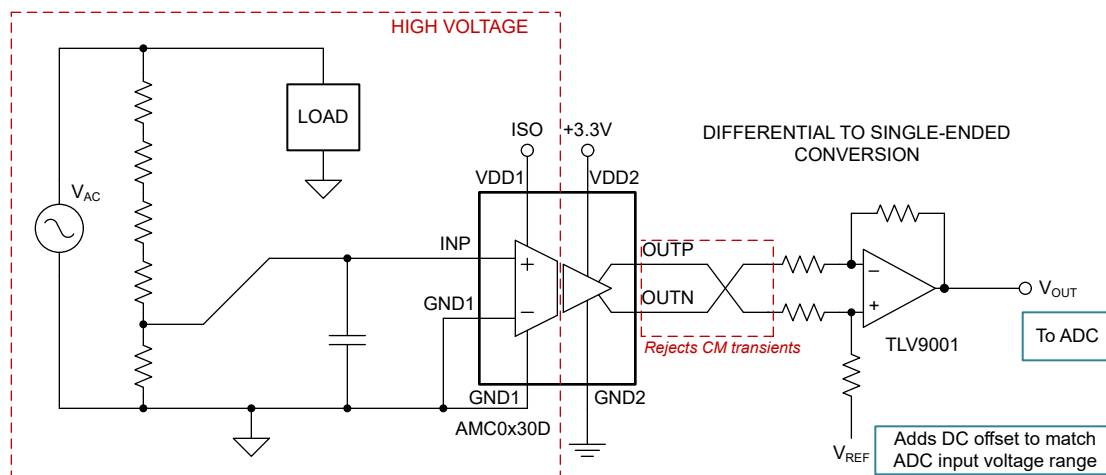 HIGH VOLTAGE
LOAD
ISO
+3.3V
DIFFERENTIAL TO SINGLE-ENDED
CONVERSION
VDD1
VDD2
VAC
INP
OUTP
GND1
OUTN
VOUT
Rejects CM transients
TLV9001
To ADC
GND1
GND2
AMC0x30D
VREF
Adds DC offset to match
ADC input voltage range